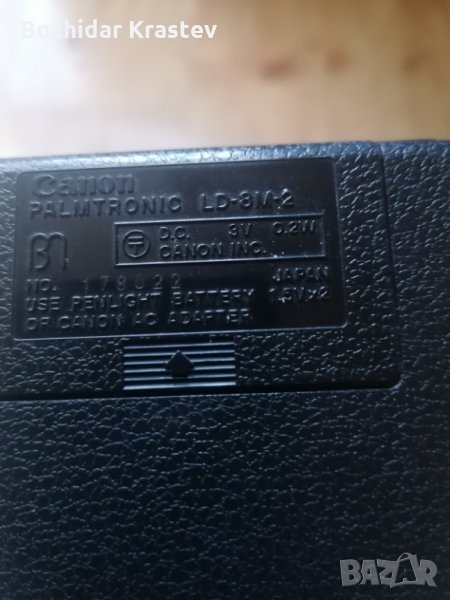 Bozhidar Krastev
Canon
PALMTRONIC LD-8M-2
D.C. 3V 0.2W
CANON INC.
NO. 178022 JAPAN
USE PENLIGHT BATTERY 1.5V×2
OR CANON AC ADAPTER
BAZAR